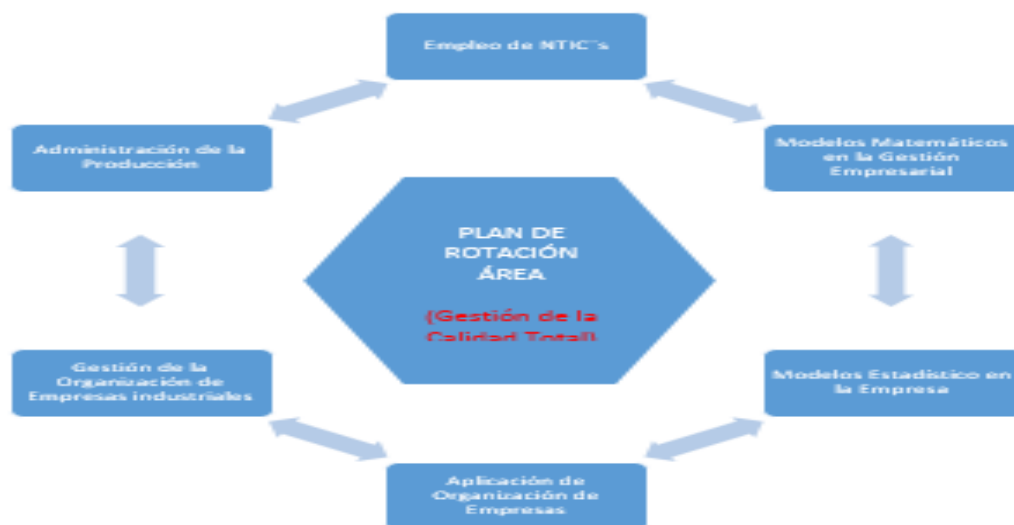 Empleo de NTIC¨s
Administración de la
Producción
Modelos Matemáticos
en la Gestión
Empresarial
PLAN DE
ROTACIÓN
ÁREA
(Gestión de la
Calidad Total)
Gestión de la
Organización de
Empresas industriales
Modelos Estadístico en
la Empresa
Aplicación de
Organización de
Empresas